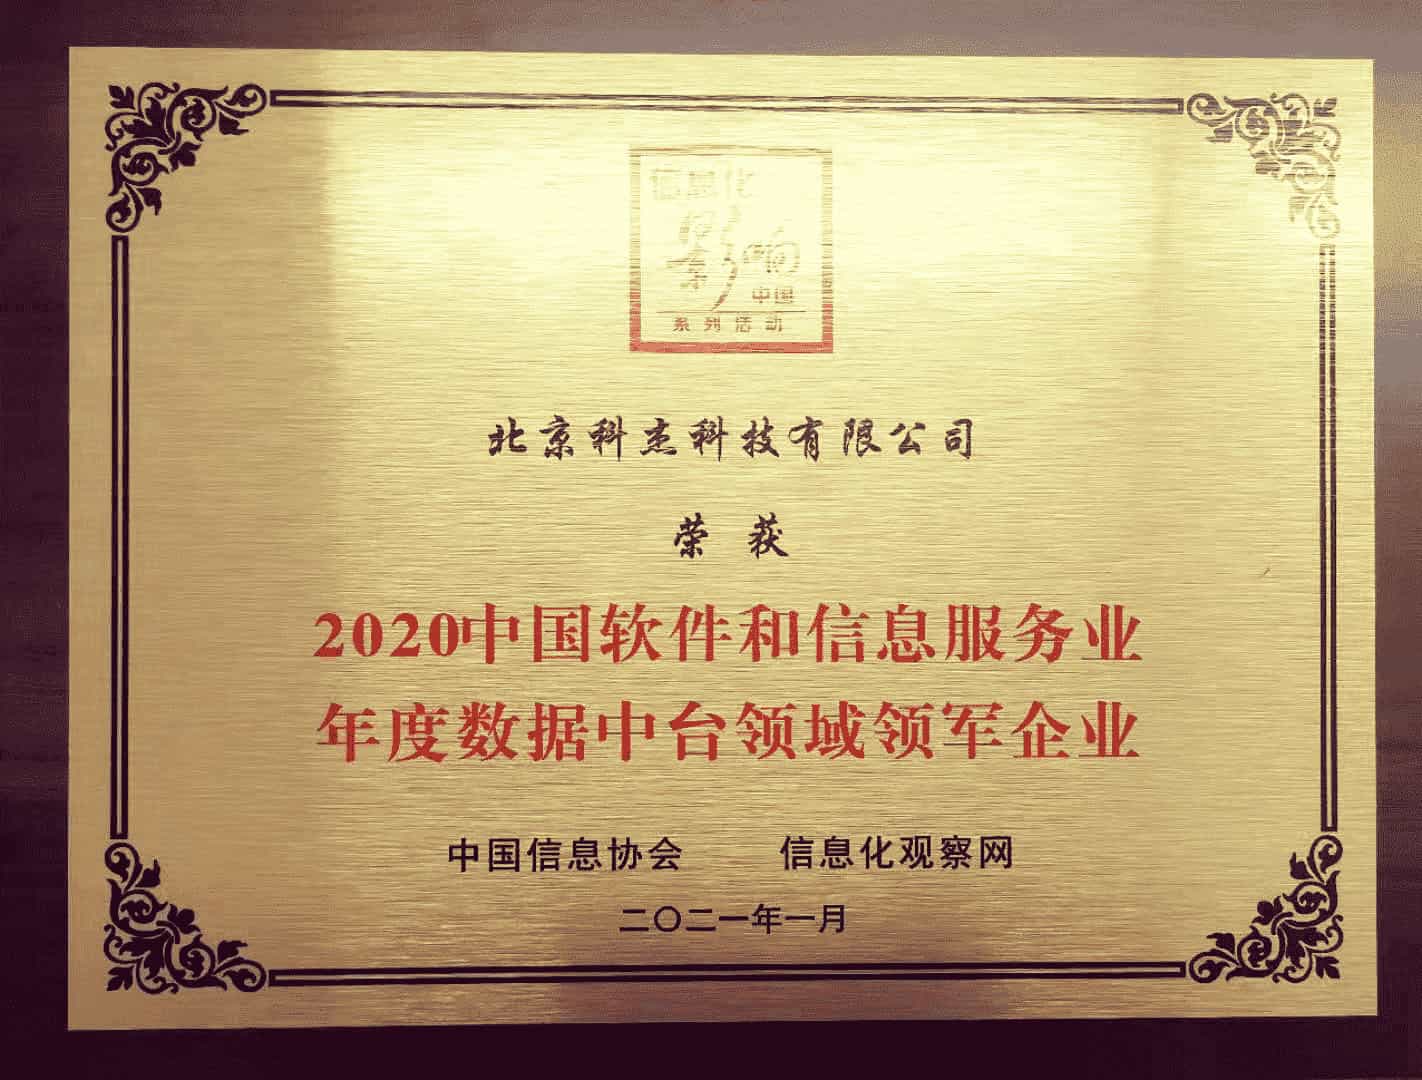 信息化
影响
中国
系列活动
北京科杰科技有限公司
荣获
2020中国软件和信息服务业
年度数据中台领域领军企业
中国信息协会 信息化观察网
二〇二一年一月